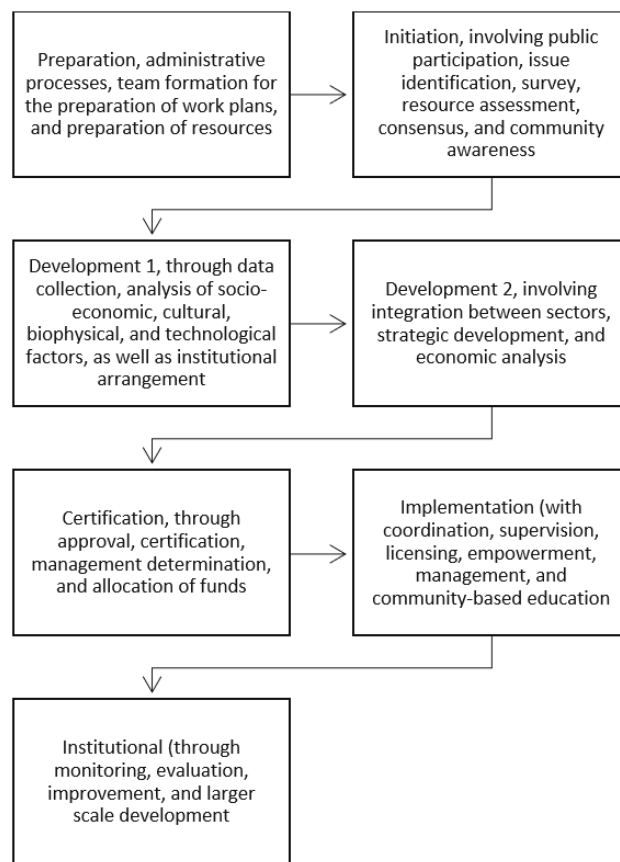 Preparation, administrative
processes, team formation for
the preparation of work plans,
and preparation of resources
Initiation, involving public
participation, issue
identification, survey,
resource assessment,
consensus, and community
awareness
Development 1, through data
collection, analysis of socio-
economic, cultural,
biophysical, and technological
factors, as well as institutional
arrangement
Development 2, involving
integration between sectors,
strategic development, and
economic analysis
Certification, through
approval, certification,
management determination,
and allocation of funds
Implementation (with
coordination, supervision,
licensing, empowerment,
management, and
community-based education
Institutional (through
monitoring, evaluation,
improvement, and larger
scale development